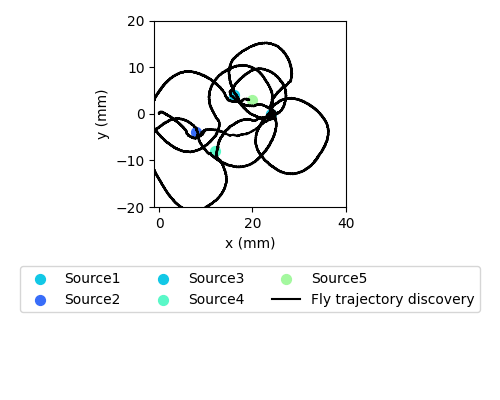 20
10
0
−10
−20
y (mm)
0 20 40
x (mm)
Source1 Source3 Source5
Source2 Source4 Fly trajectory discovery